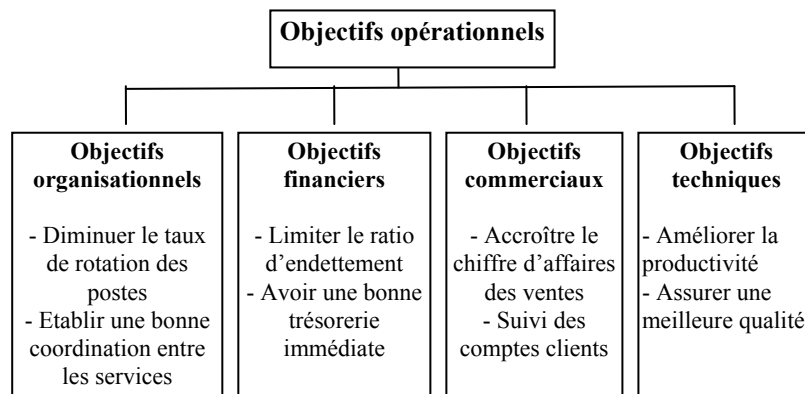 Objectifs opérationnels
Objectifs
organisationnels
- Diminuer le taux
de rotation des
postes
- Etablir une bonne
coordination entre
les services
Objectifs
financiers
- Limiter le ratio
d’endettement
- Avoir une bonne
trésorerie
immédiate
Objectifs
commerciaux
- Accroître le
chiffre d’affaires
des ventes
- Suivi des
comptes clients
Objectifs
techniques
- Améliorer la
productivité
- Assurer une
meilleure qualité